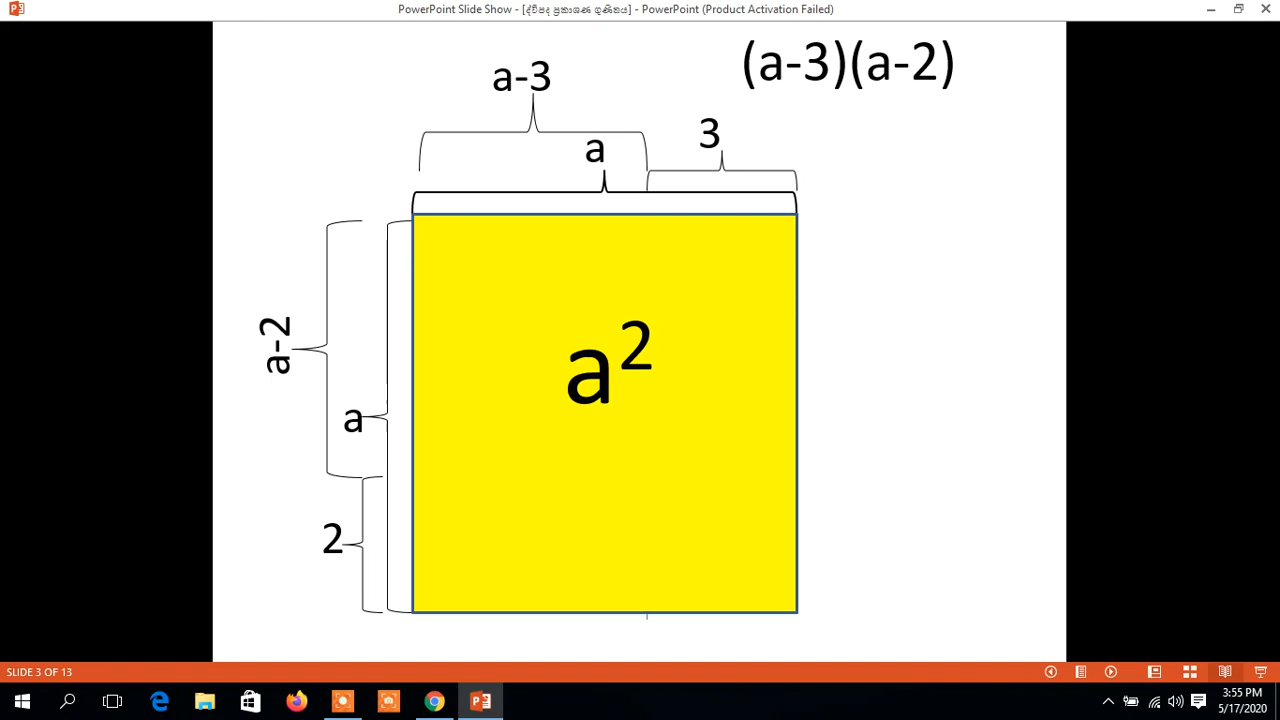 PowerPoint Slide Show - [ද්විපද ප්‍රකාශණ ගුණිතය] - PowerPoint (Product Activation Failed)
(a-3)(a-2)
a-3
3
a
a²
a-2
a
2
SLIDE 3 OF 13
3:55 PM
5/17/2020